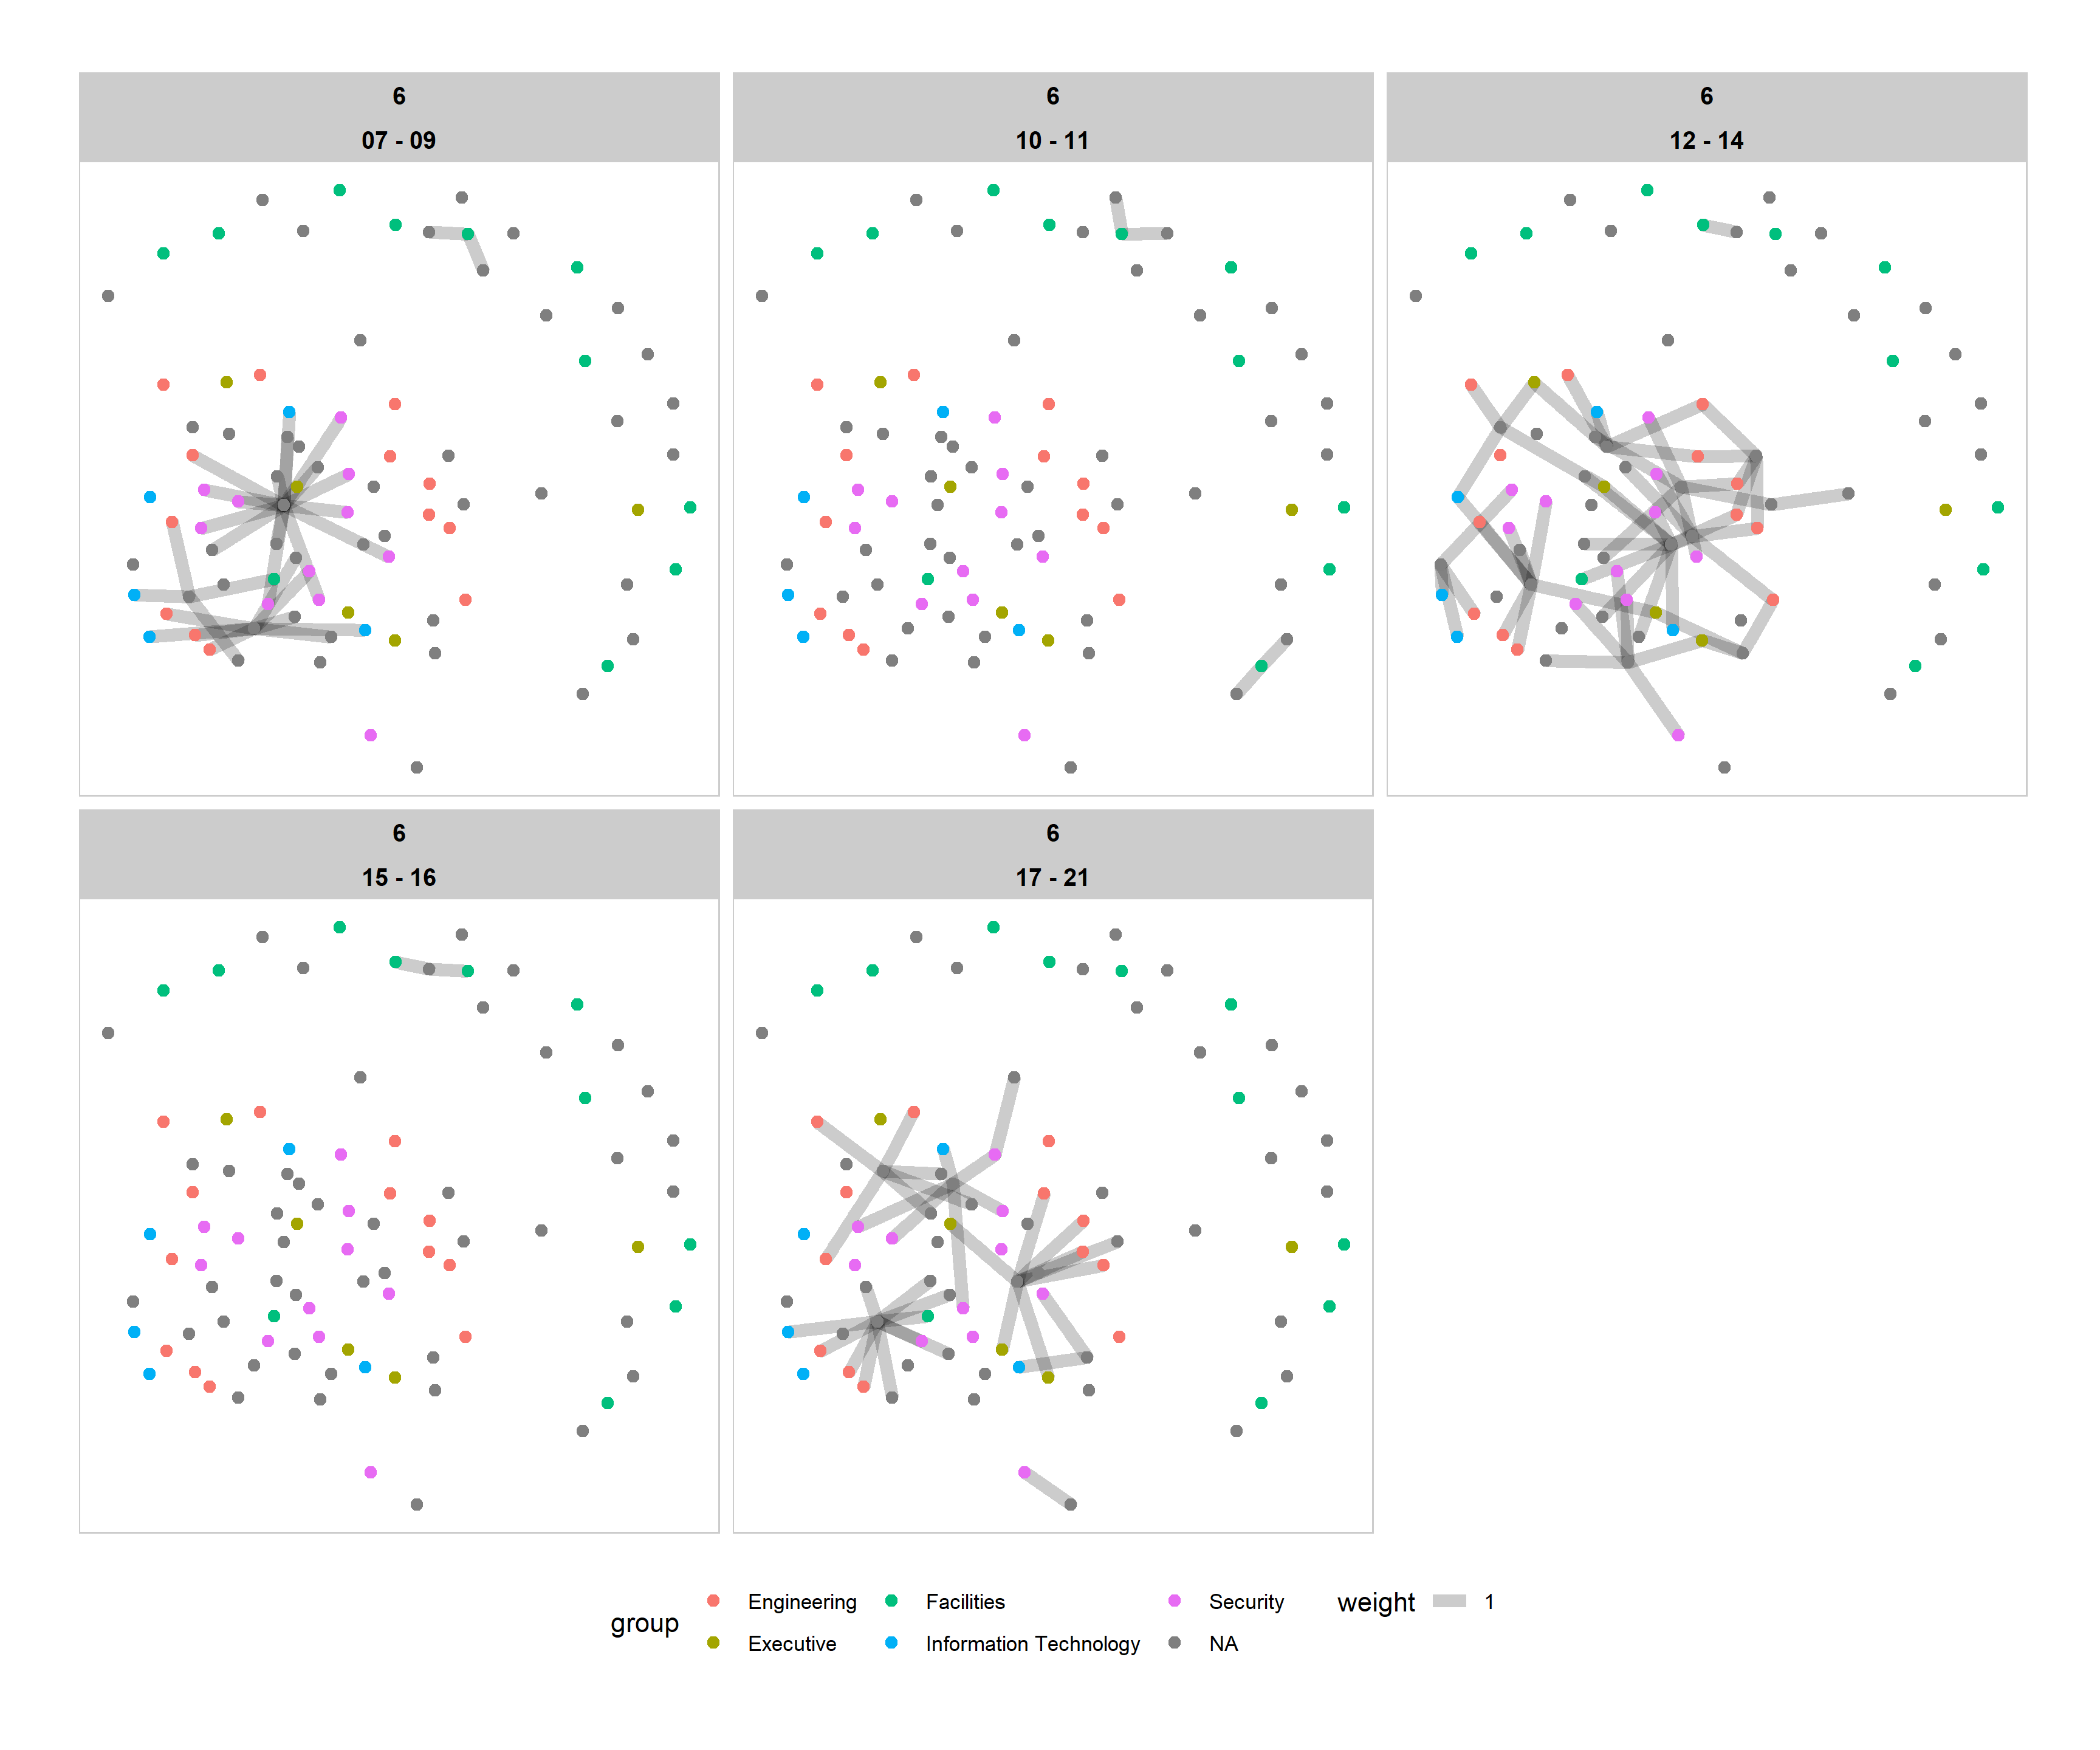 6
07 - 09
6
10 - 11
6
12 - 14
6
15 - 16
6
17 - 21
group
Engineering
Facilities
Security
Executive
Information Technology
NA
weight
1